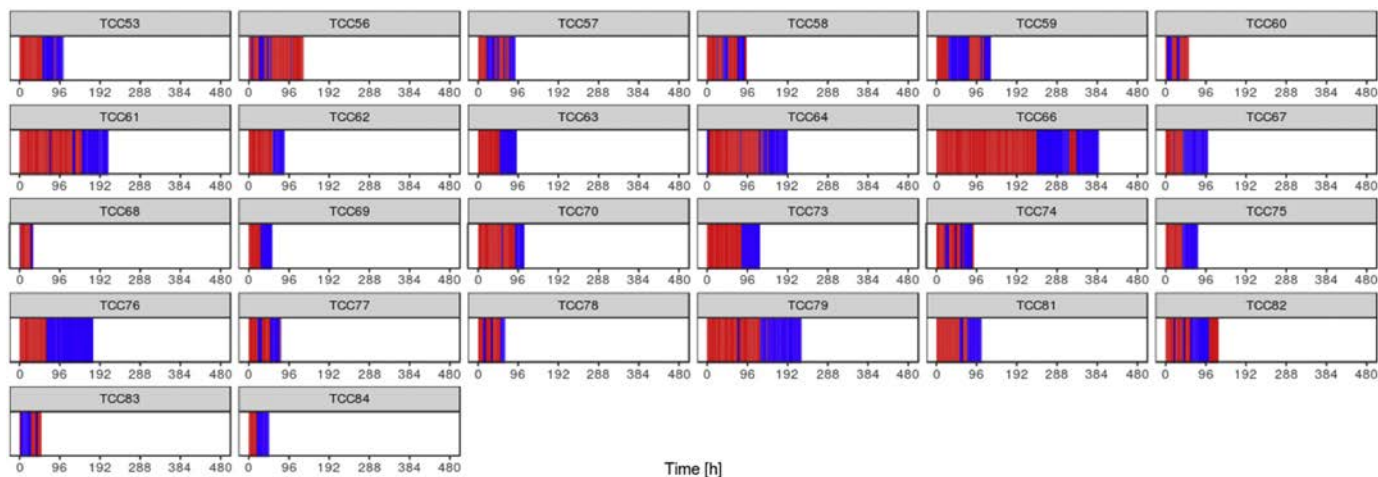 TCC53 TCC56 TCC57 TCC58 TCC59 TCC60
0 96 192 288 384 480 0 96 192 288 384 480 0 96 192 288 384 480 0 96 192 288 384 480 0 96 192 288 384 480 0 96 192 288 384 480
TCC61 TCC62 TCC63 TCC64 TCC66 TCC67
0 96 192 288 384 480 0 96 192 288 384 480 0 96 192 288 384 480 0 96 192 288 384 480 0 96 192 288 384 480 0 96 192 288 384 480
TCC68 TCC69 TCC70 TCC73 TCC74 TCC75
0 96 192 288 384 480 0 96 192 288 384 480 0 96 192 288 384 480 0 96 192 288 384 480 0 96 192 288 384 480 0 96 192 288 384 480
TCC76 TCC77 TCC78 TCC79 TCC81 TCC82
0 96 192 288 384 480 0 96 192 288 384 480 0 96 192 288 384 480 0 96 192 288 384 480 0 96 192 288 384 480 0 96 192 288 384 480
TCC83 TCC84
0 96 192 288 384 480 0 96 192 288 384 480
Time [h]